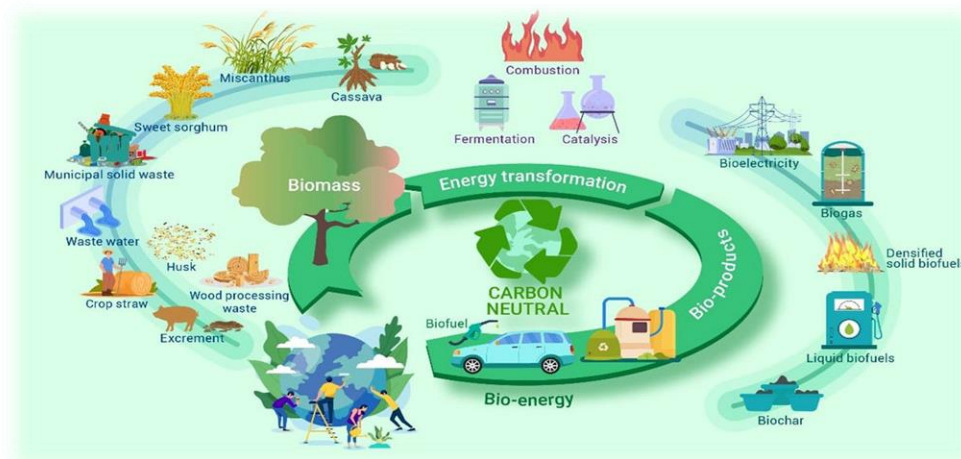 Miscanthus
Cassava
Sweet sorghum
Municipal solid waste
Waste water
Husk
Crop straw
Wood processing
waste
Excrement
Biomass
Combustion
Fermentation
Catalysis
Energy transformation
CARBON
NEUTRAL
Bio-products
Biofuel
Bio-energy
Bioelectricity
Biogas
Densified
solid biofuels
Liquid biofuels
Biochar